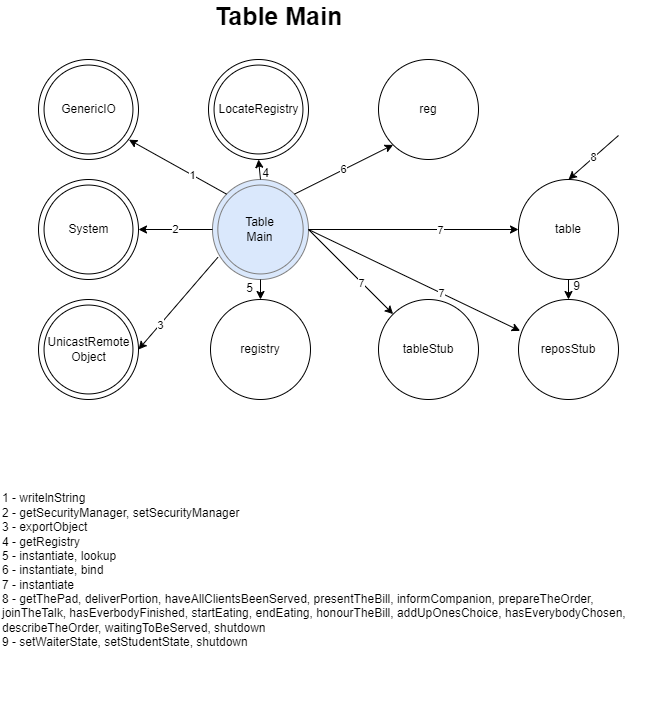 Table Main
GenericIO
LocateRegistry
reg
8
1
4
6
System
2
Table
Main
7
table
5
7
7
9
3
UnicastRemote
Object
registry
tableStub
reposStub
1 - writelnString
2 - getSecurityManager, setSecurityManager
3 - exportObject
4 - getRegistry
5 - instantiate, lookup
6 - instantiate, bind
7 - instantiate
8 - getThePad, deliverPortion, haveAllClientsBeenServed, presentTheBill, informCompanion, prepareTheOrder,
joinTheTalk, hasEverbodyFinished, startEating, endEating, honourTheBill, addUpOnesChoice, hasEverybodyChosen,
describeTheOrder, waitingToBeServed, shutdown
9 - setWaiterState, setStudentState, shutdown